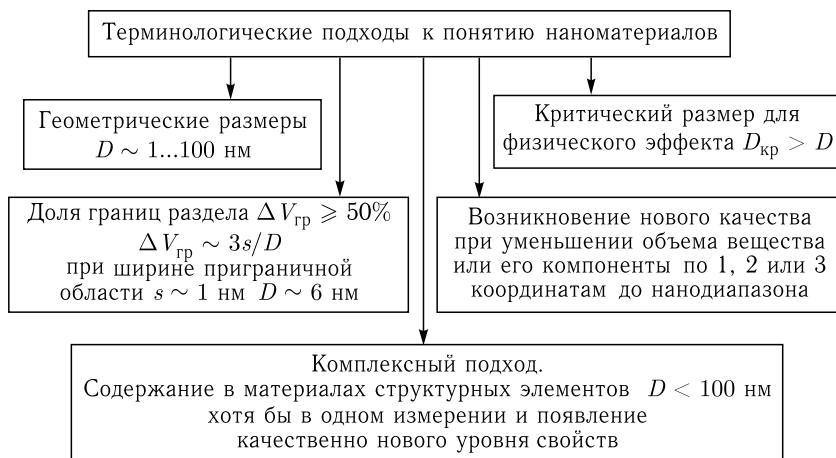 Терминологические подходы к понятию наноматериалов
Геометрические размеры
D ∼ 1...100 нм
Критический размер для
физического эффекта Dкр > D
Доля границ раздела Δ Vгр ⩾ 50%
Δ Vгр ∼ 3s/D
при ширине приграничной
области s ∼ 1 нм D ∼ 6 нм
Возникновение нового качества
при уменьшении объема вещества
или его компоненты по 1, 2 или 3
координатам до нанодиапазона
Комплексный подход.
Содержание в материалах структурных элементов D < 100 нм
хотя бы в одном измерении и появление
качественно нового уровня свойств